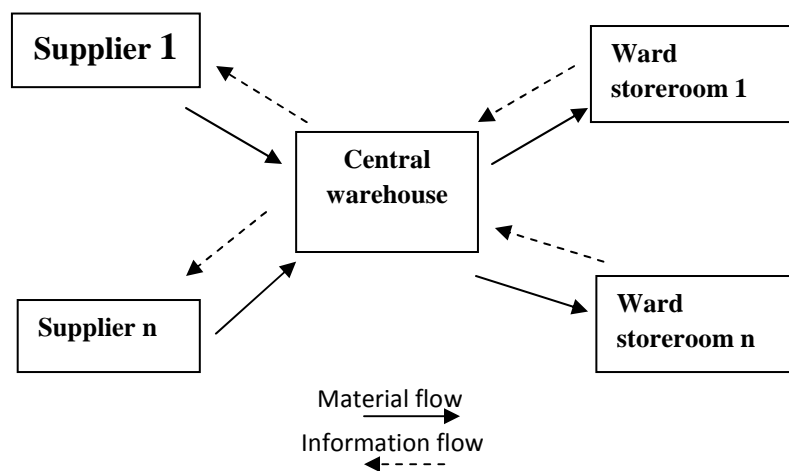 Supplier 1
Ward
storeroom 1
Central
warehouse
Supplier n
Ward
storeroom n
Material flow
Information flow